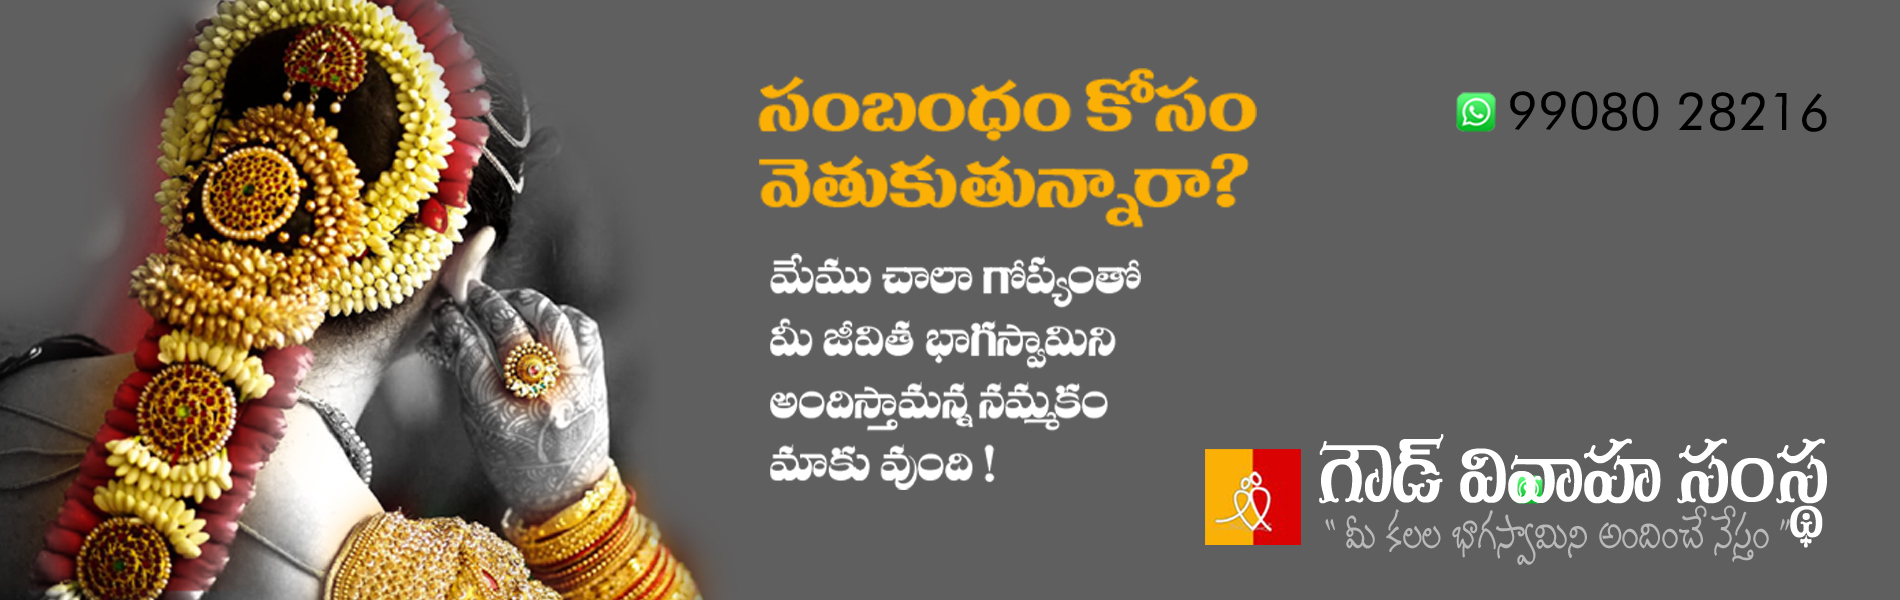 సంబంధం కోసం
వెతుకుతున్నారా?
99080 28216
మేము చాలా గోప్యంతో
మీ జీవిత భాగస్వామిని
అందిస్తామన్న నమ్మకం
మాకు వుంది !
గౌడ్ వివాహ సంస్థ
" మీ కలల భాగస్వామిని అందించే నేస్తం "